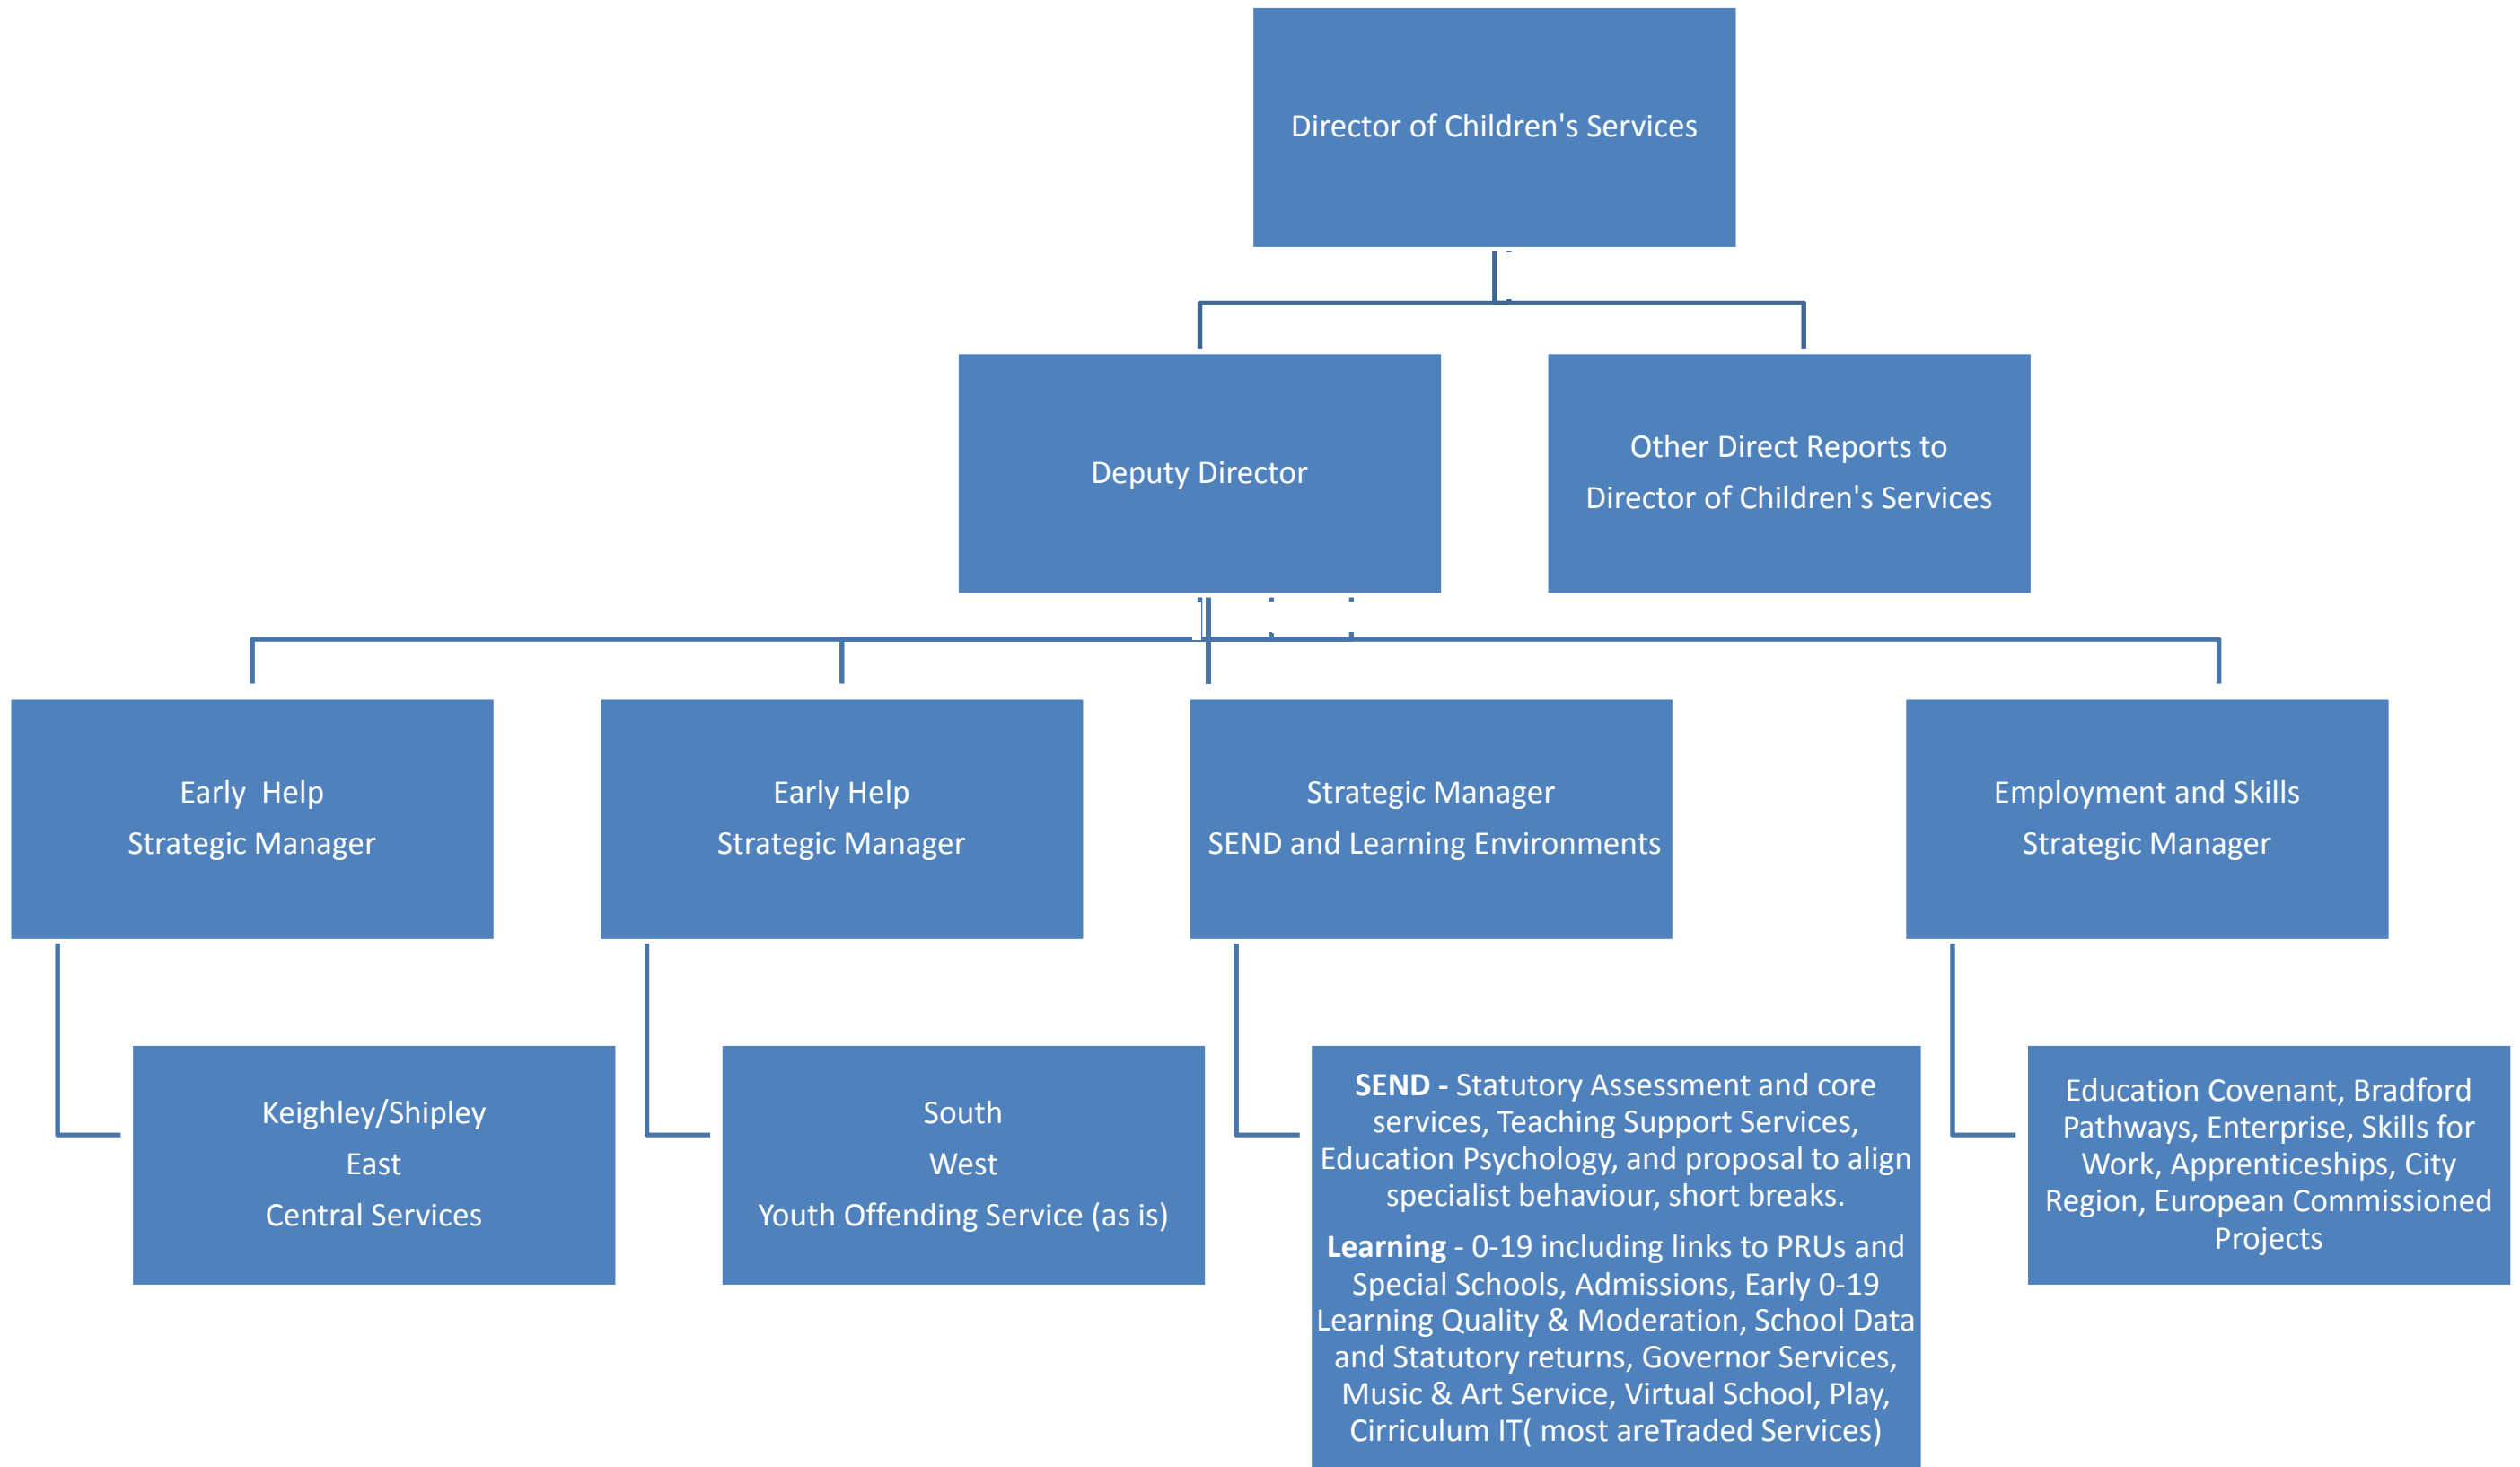 Director of Children's Services
Deputy Director
Other Direct Reports to
Director of Children's Services
Early  Help
Strategic Manager
Early Help
Strategic Manager
Strategic Manager
SEND and Learning Environments
Employment and Skills
Strategic Manager
Keighley/Shipley
East
Central Services
South
West
Youth Offending Service (as is)
SEND - Statutory Assessment and core
services, Teaching Support Services,
Education Psychology, and proposal to align
specialist behaviour, short breaks.
Learning - 0-19 including links to PRUs and
Special Schools, Admissions, Early 0-19
Learning Quality & Moderation, School Data
and Statutory returns, Governor Services,
Music & Art Service, Virtual School, Play,
Cirriculum IT( most areTraded Services)
Education Covenant, Bradford
Pathways, Enterprise, Skills for
Work, Apprenticeships, City
Region, European Commissioned
Projects